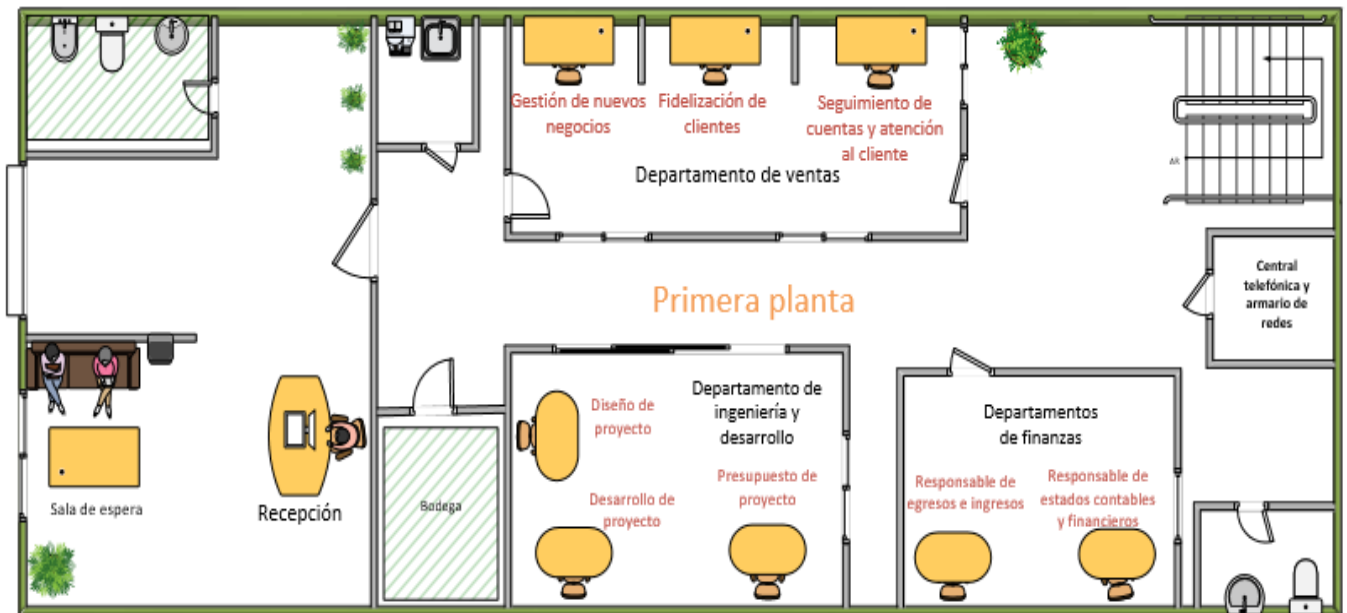 Gestión de nuevos
negocios
Fidelización de
clientes
Seguimiento de
cuentas y atención
al cliente
Departamento de ventas
Primera planta
Central
telefónica y
armario de
redes
Sala de espera
Recepción
Bodega
Diseño de
proyecto
Departamento de
ingeniería y
desarrollo
Desarrollo de
proyecto
Presupuesto de
proyecto
Departamentos
de finanzas
Responsable de
egresos e ingresos
Responsable de
estados contables
y financieros